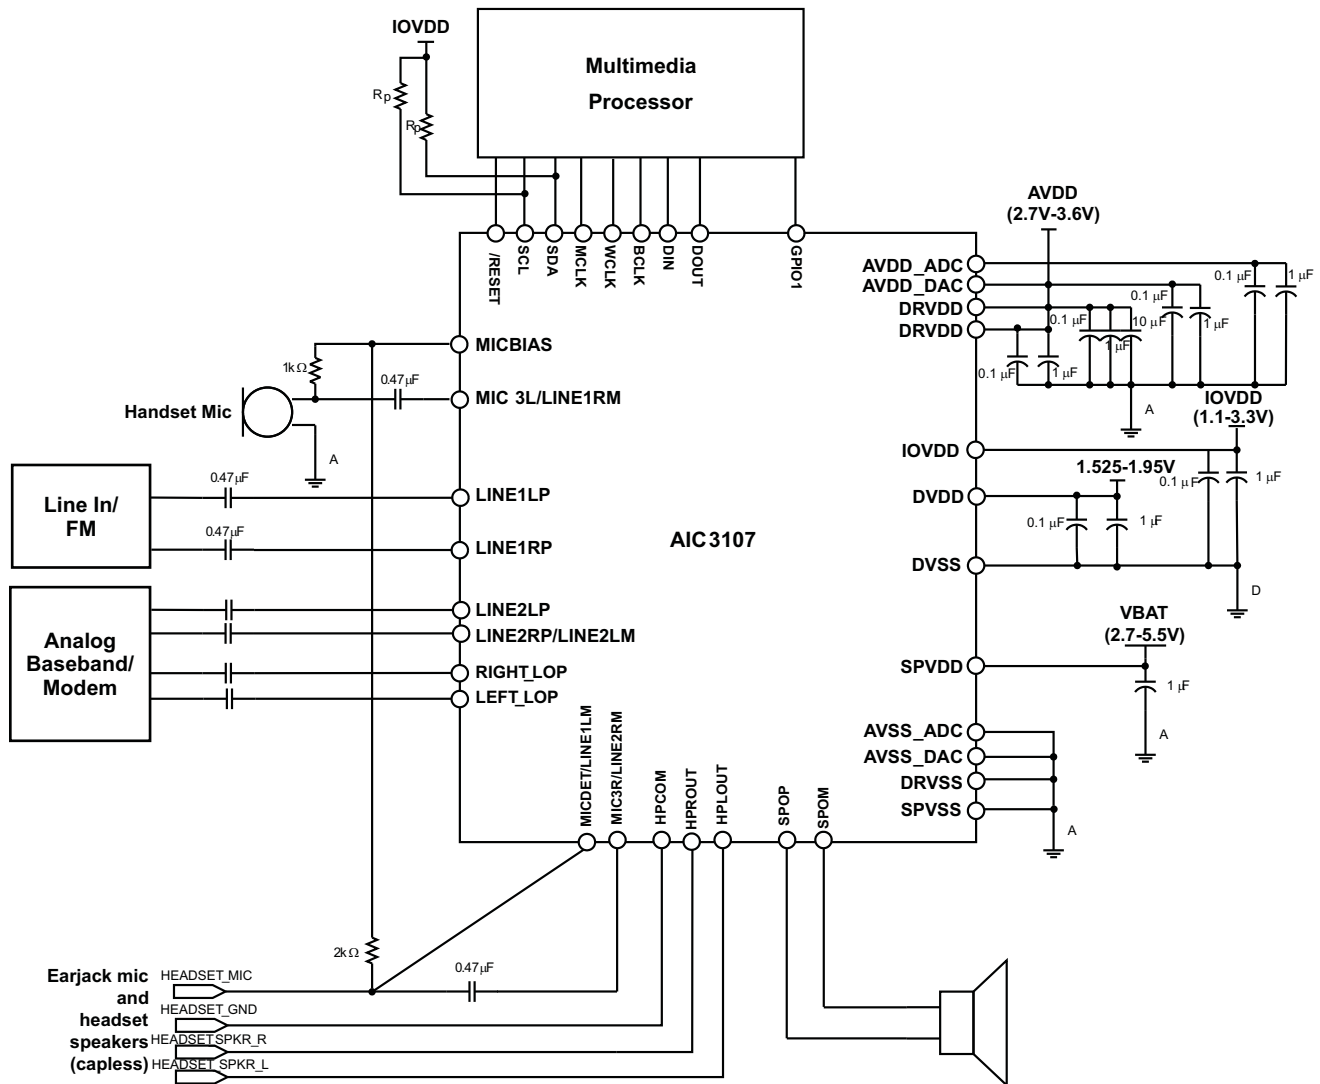 IOVDD
Multimedia
Processor
Rp
Rp
/RESET
SCL
SDA
MCLK
WCLK
BCLK
DIN
DOUT
GPIO1
AVDD
(2.7V-3.6V)
AVDD_ADC
AVDD_DAC
DRVDD
DRVDD
0.1 µF
1 µF
0.1 µF
1 µF
0.1 µF
1 µF
10 µF
0.1 µF
1 µF
A
MICBIAS
1kΩ
0.47µF
MIC 3L/LINE1RM
Handset Mic
A
IOVDD
(1.1-3.3V)
IOVDD
0.1 µF
1 µF
1.525-1.95V
DVDD
0.1 µF
1 µF
DVSS
D
Line In/
FM
0.47µF
LINE1LP
0.47µF
LINE1RP
AIC3107
Analog
Baseband/
Modem
LINE2LP
LINE2RP/LINE2LM
RIGHT_LOP
LEFT_LOP
VBAT
(2.7-5.5V)
SPVDD
1 µF
A
AVSS_ADC
AVSS_DAC
DRVSS
SPVSS
A
MICDET/LINE1LM
MIC3R/LINE2RM
HPCOM
HPROUT
HPLOUT
SPOP
SPOM
2kΩ
0.47µF
Earjack mic
and
headset
speakers
(capless)
HEADSET_MIC
HEADSET_GND
HEADSETSPKR_R
HEADSET_SPKR_L